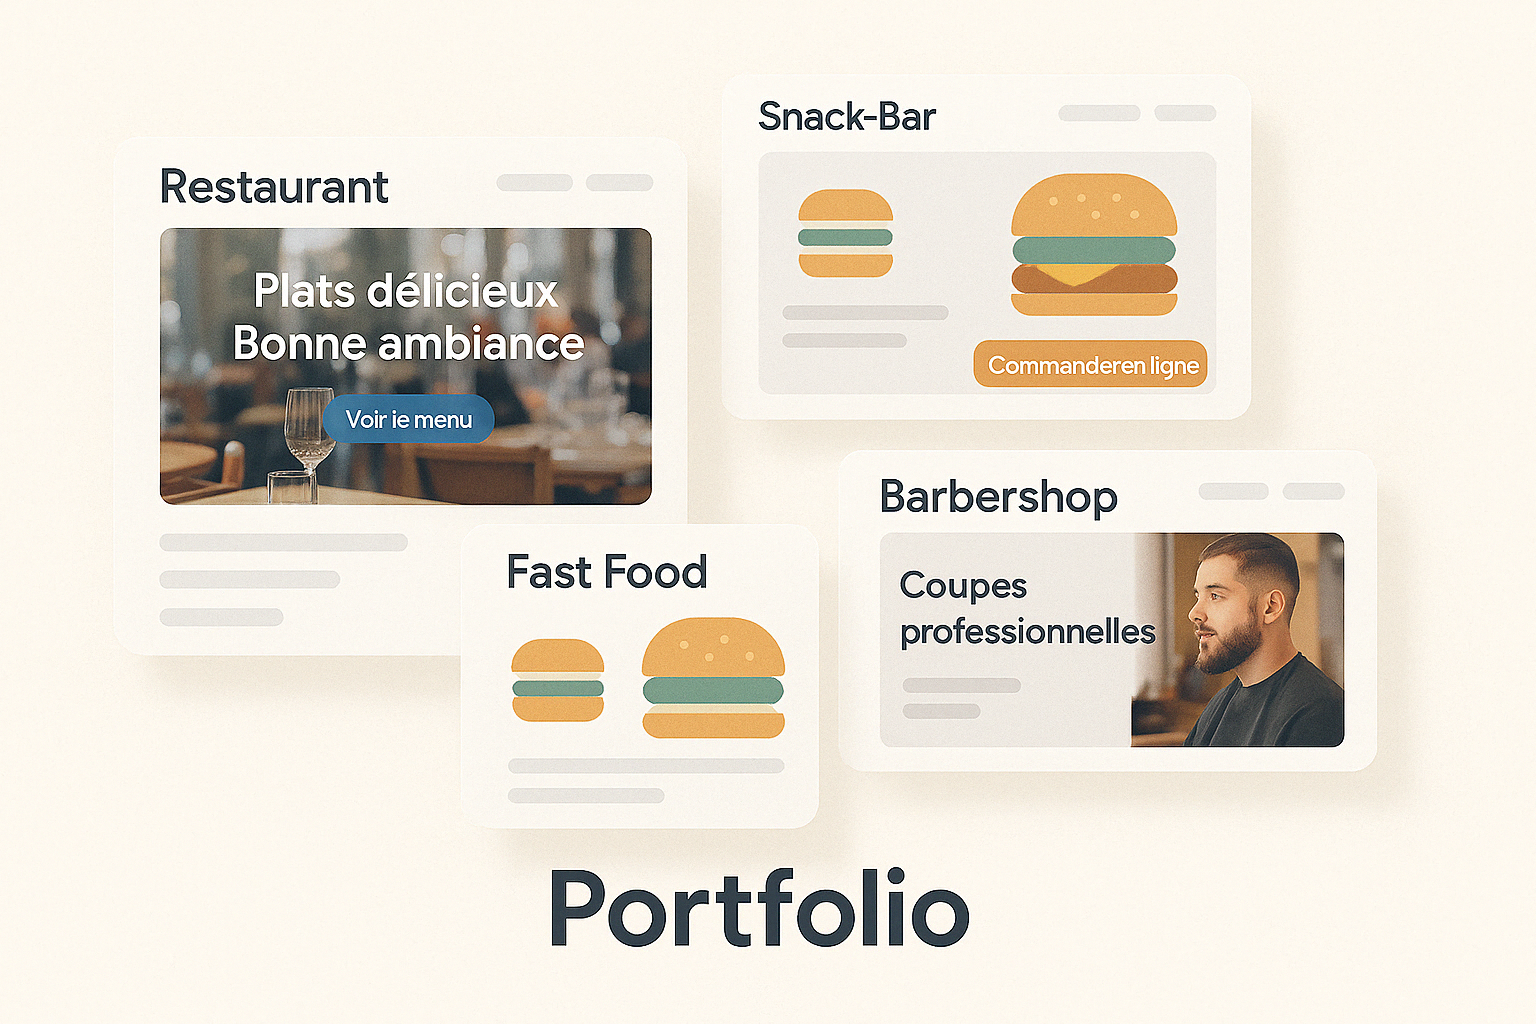 Restaurant
Plats délicieux
Bonne ambiance
Voir ie menu
Snack-Bar
Commanderen ligne
Fast Food
Barbershop
Coupes
professionnelles
Portfolio